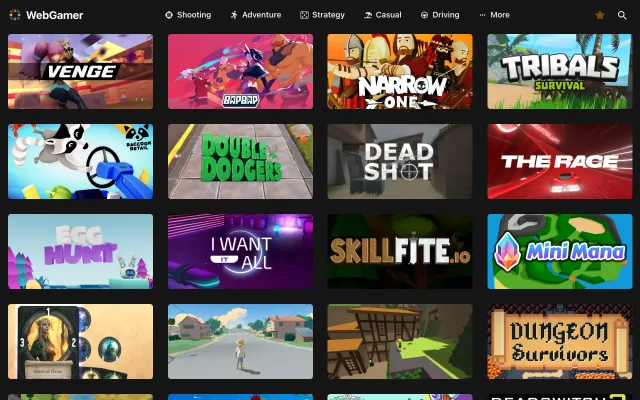 WebGamer
Shooting
Adventure
Strategy
Casual
Driving
More
VENGE
BAPBAP
NARROW
ONE
TRIBALS
SURVIVAL
RACCOON
RETAIL
DOUBLE
DODGERS
DEAD
SHOT
THE RACE
EGG
HUNT
I WANT
IT ALL
SKILLFITE.IO
Mini Mana
1
3
DUNGEON
Survivors